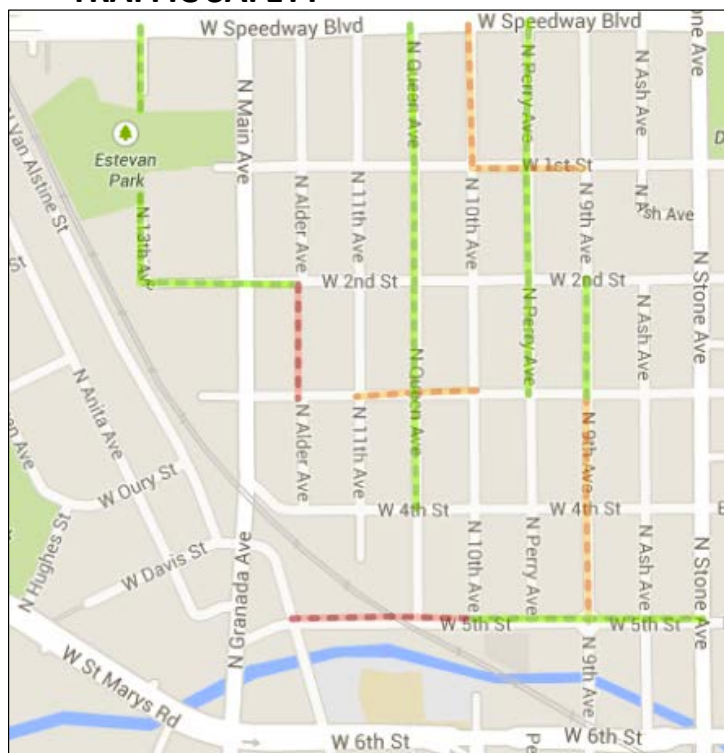 TRAFFIC SAFETY
W Speedway Blvd
W Speedway Blvd
N Van Alstine St
Estevan
Park
N Main Ave
N Queen Ave
N Perry Ave
N Ash Ave
Stone Ave
W 1st St
N 13th Ave
N Alder Ave
N 11th Ave
N 10th Ave
N 9th Ave
N Ash Ave
St
W 2nd St
W 2nd St
N Perry Ave
N Ash Ave
N Stone Ave
N Anita Ave
N Queen Ave
N Alder Ave
N 11th Ave
N 9th Ave
en Ave
W Oury St
W 4th St
W 4th St
E
N Hughes St
W Davis St
N Granada Ave
N 10th Ave
N Perry Ave
N Ash Ave
N Stone Ave
W 5th St
W 5th St
N 9th Ave
W St Marys Rd
Pe
W 6th St
W 6th St